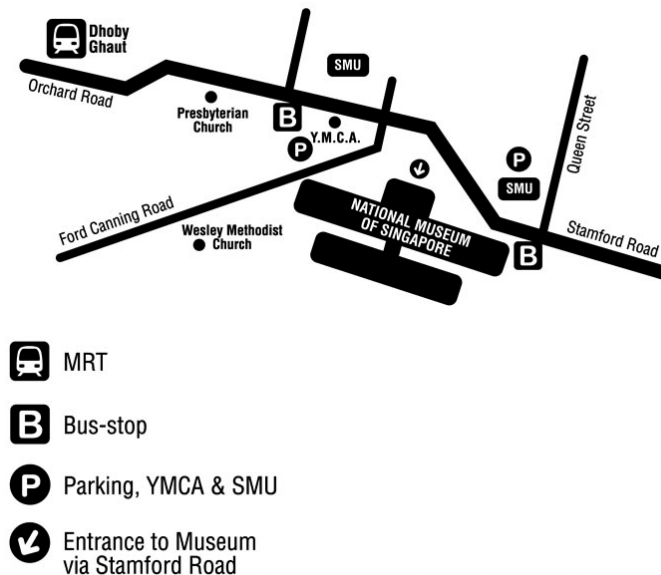 Dhoby
Ghaut
SMU
Orchard Road
Presbyterian
Church
B
Y.M.C.A.
P
P
SMU
Queen Street
Ford Canning Road
Wesley Methodist
Church
NATIONAL MUSEUM
OF SINGAPORE
Stamford Road
B
MRT
B Bus-stop
P Parking, YMCA & SMU
Entrance to Museum
via Stamford Road